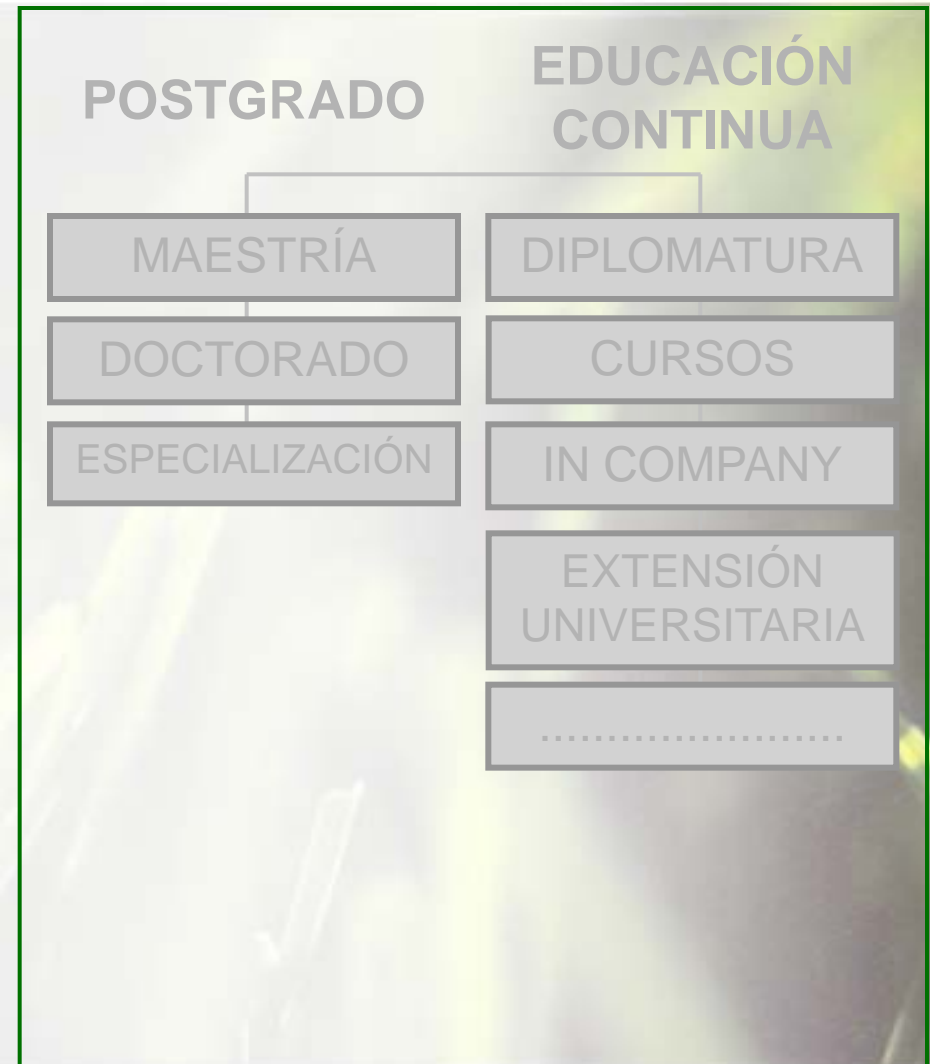 POSTGRADO
MAESTRÍA
DOCTORADO
ESPECIALIZACIÓN
EDUCACIÓN
CONTINUA
DIPLOMATURA
CURSOS
IN COMPANY
EXTENSIÓN
UNIVERSITARIA
.......................